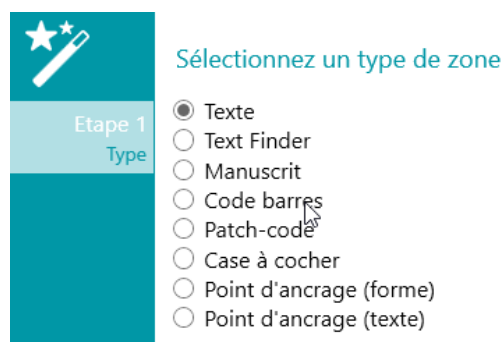 Sélectionnez un type de zone
Etape 1
Type
Texte
Text Finder
Manuscrit
Code barres
Patch-code
Case à cocher
Point d'ancrage (forme)
Point d'ancrage (texte)